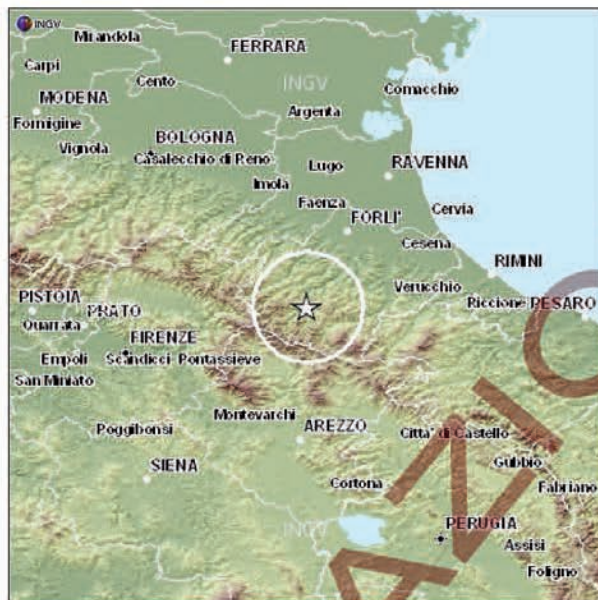 INGV
Mirandola
FERRARA
Carpi
Cento
INGV
Comacchio
MODENA
Argenta
Formigine
BOLOGNA
Vignola
Casalecchio di Reno
Lugo
RAVENNA
Imola
Faenza
Cervia
FORLI'
Cesena
RIMINI
Verucchio
PISTOIA
Riccione
PESARO
PRATO
Quarrata
FIRENZE
Empoli
Scandicci
Pontassieve
San Miniato
Montevarchi
AREZZO
Poggibonsi
Citta' di Castello
SIENA
Gubbio
Cortona
Fabriano
INGV
PERUGIA
Assisi
Foligno